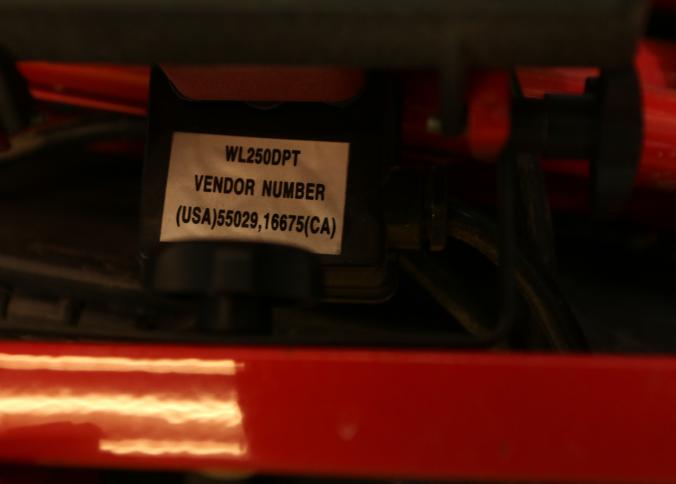 WL250DPT
VENDOR NUMBER
(USA)55029,16675(CA)